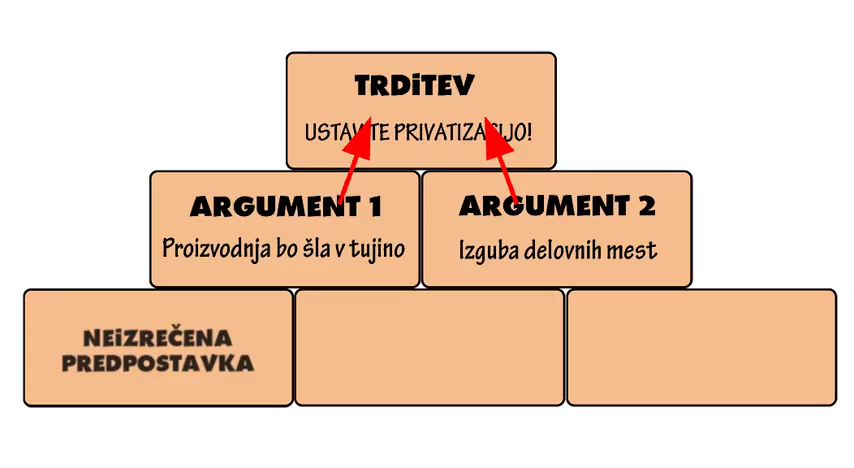 TRDiTEV
USTAVITE PRIVATIZACIJO!
ARGUMENT 1
ARGUMENT 2
Proizvodnja bo šla v tujino
Izguba delovnih mest
NEiZREČENA
PREDPOSTAVKA